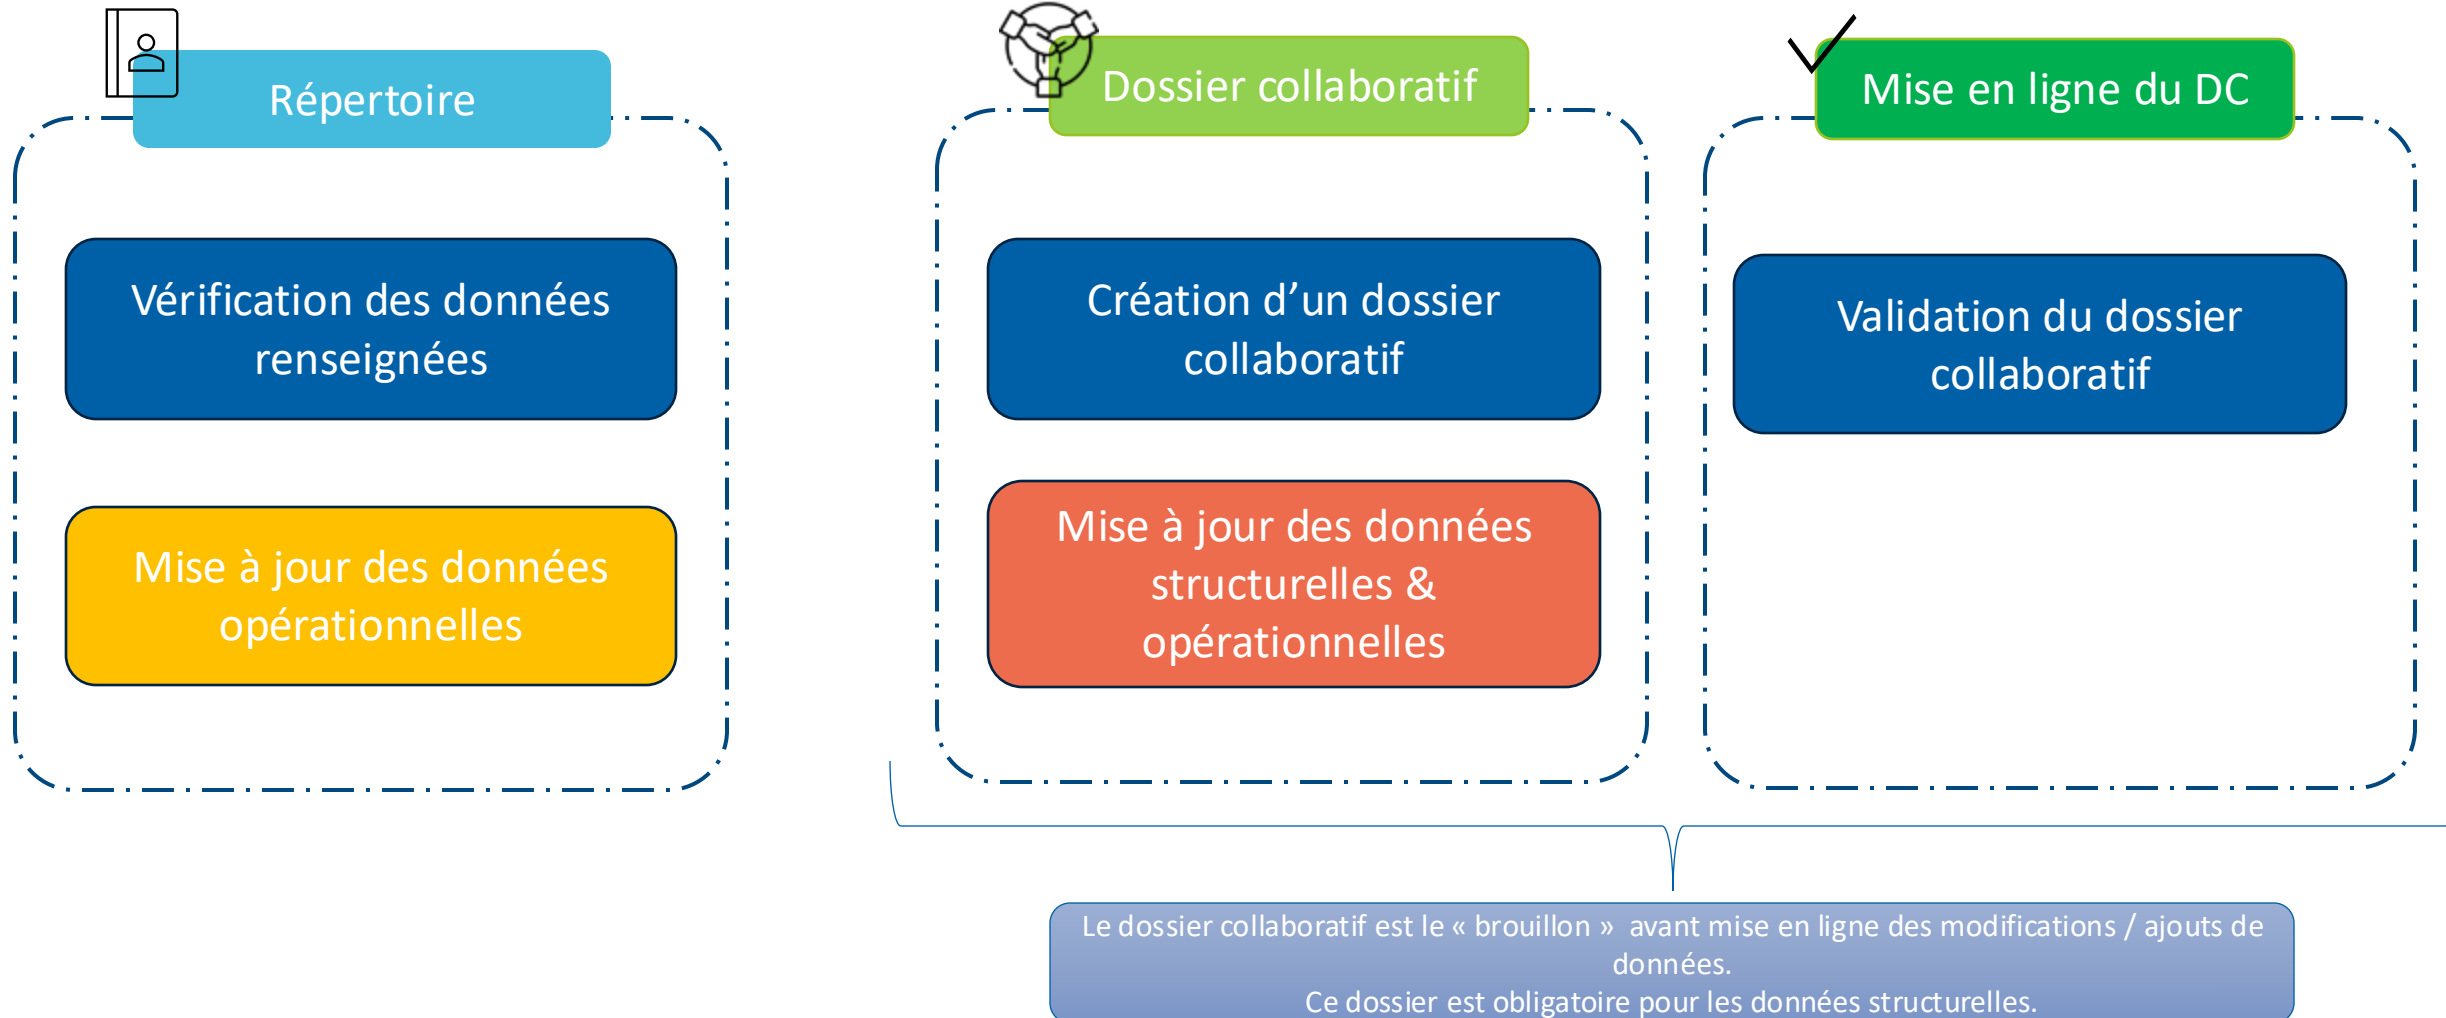 Répertoire
Vérification des données
renseignées
Mise à jour des données
opérationnelles
Dossier collaboratif
Création d’un dossier
collaboratif
Mise à jour des données
structurelles &
opérationnelles
Mise en ligne du DC
Validation du dossier
collaboratif
Le dossier collaboratif est le « brouillon » avant mise en ligne des modifications / ajouts de
données.
Ce dossier est obligatoire pour les données structurelles.